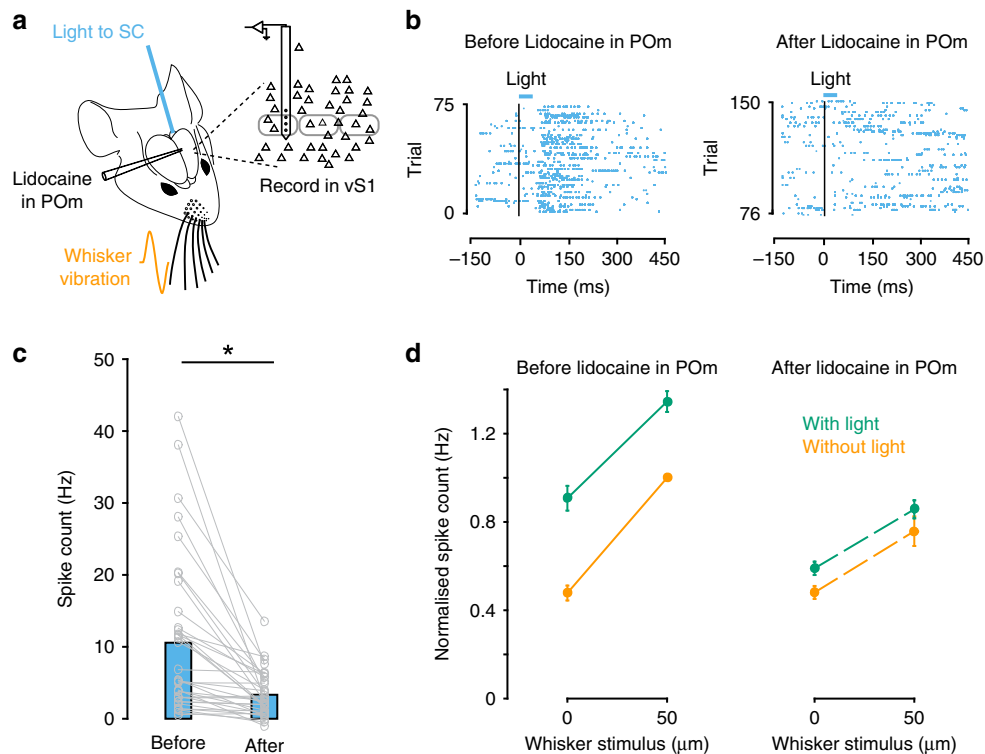 a
Light to SC
Lidocaine
in POm
Record in vS1
Whisker
vibration
b
Before Lidocaine in POm
Light
75
Trial
0
–150 0 150 300 450
Time (ms)
After Lidocaine in POm
Light
150
Trial
76
–150 0 150 300 450
Time (ms)
c
*
50
40
30
20
10
0
Spike count (Hz)
Before After
d
Before lidocaine in POm
After lidocaine in POm
With light
Without light
1.2
0.8
0.4
0
Normalised spike count (Hz)
0 50
Whisker stimulus (μm)
0 50
Whisker stimulus (μm)